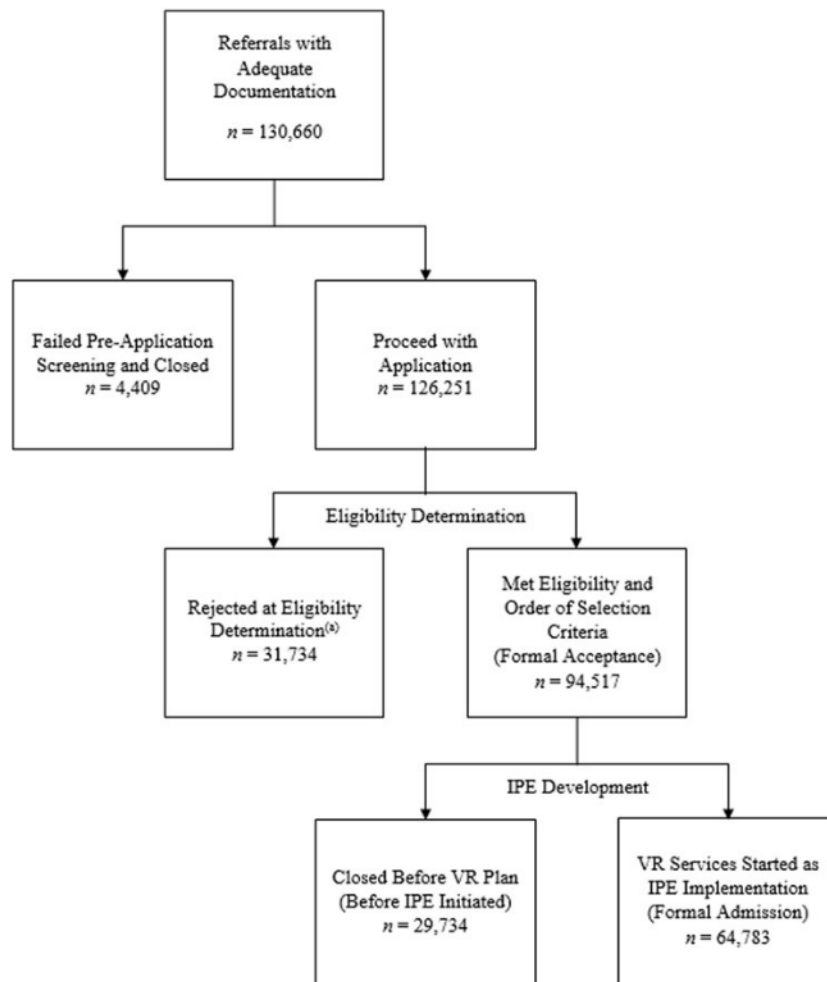 Referrals with
Adequate
Documentation
n = 130,660
Failed Pre-Application
Screening and Closed
n = 4,409
Proceed with
Application
n = 126,251
Eligibility Determination
Rejected at Eligibility
Determination(a)
n = 31,734
Met Eligibility and
Order of Selection
Criteria
(Formal Acceptance)
n = 94,517
IPE Development
Closed Before VR Plan
(Before IPE Initiated)
n = 29,734
VR Services Started as
IPE Implementation
(Formal Admission)
n = 64,783